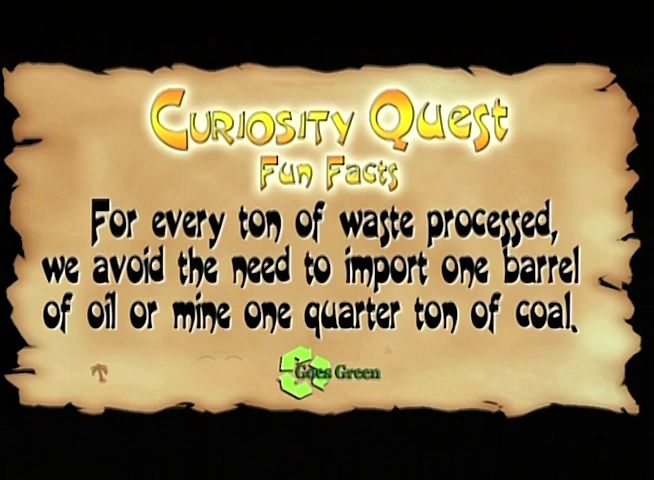 Curiosity Quest
Fun Facts
For every ton of waste processed,
we avoid the need to import one barrel
of oil or mine one quarter ton of coal.
Goes Green